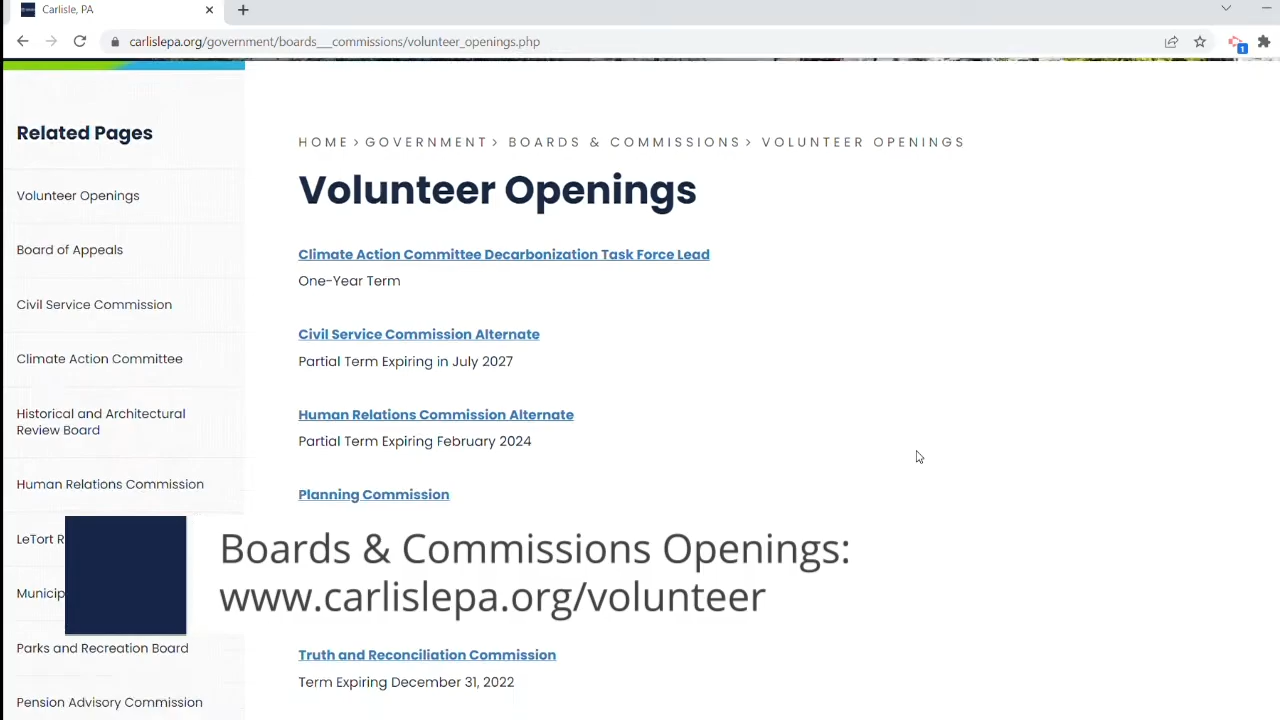 Carlisle, PA
carlislepa.org/government/boards___commissions/volunteer_openings.php
1
Related Pages
Volunteer Openings
Board of Appeals
Civil Service Commission
Climate Action Committee
Historical and Architectural
Review Board
Human Relations Commission
LeTort R
Municip
Parks and Recreation Board
Pension Advisory Commission
HOME > GOVERNMENT > BOARDS & COMMISSIONS > VOLUNTEER OPENINGS
Volunteer Openings
Climate Action Committee Decarbonization Task Force Lead
One-Year Term
Civil Service Commission Alternate
Partial Term Expiring in July 2027
Human Relations Commission Alternate
Partial Term Expiring February 2024
Planning Commission
Boards & Commissions Openings:
www.carlislepa.org/volunteer
Truth and Reconciliation Commission
Term Expiring December 31, 2022